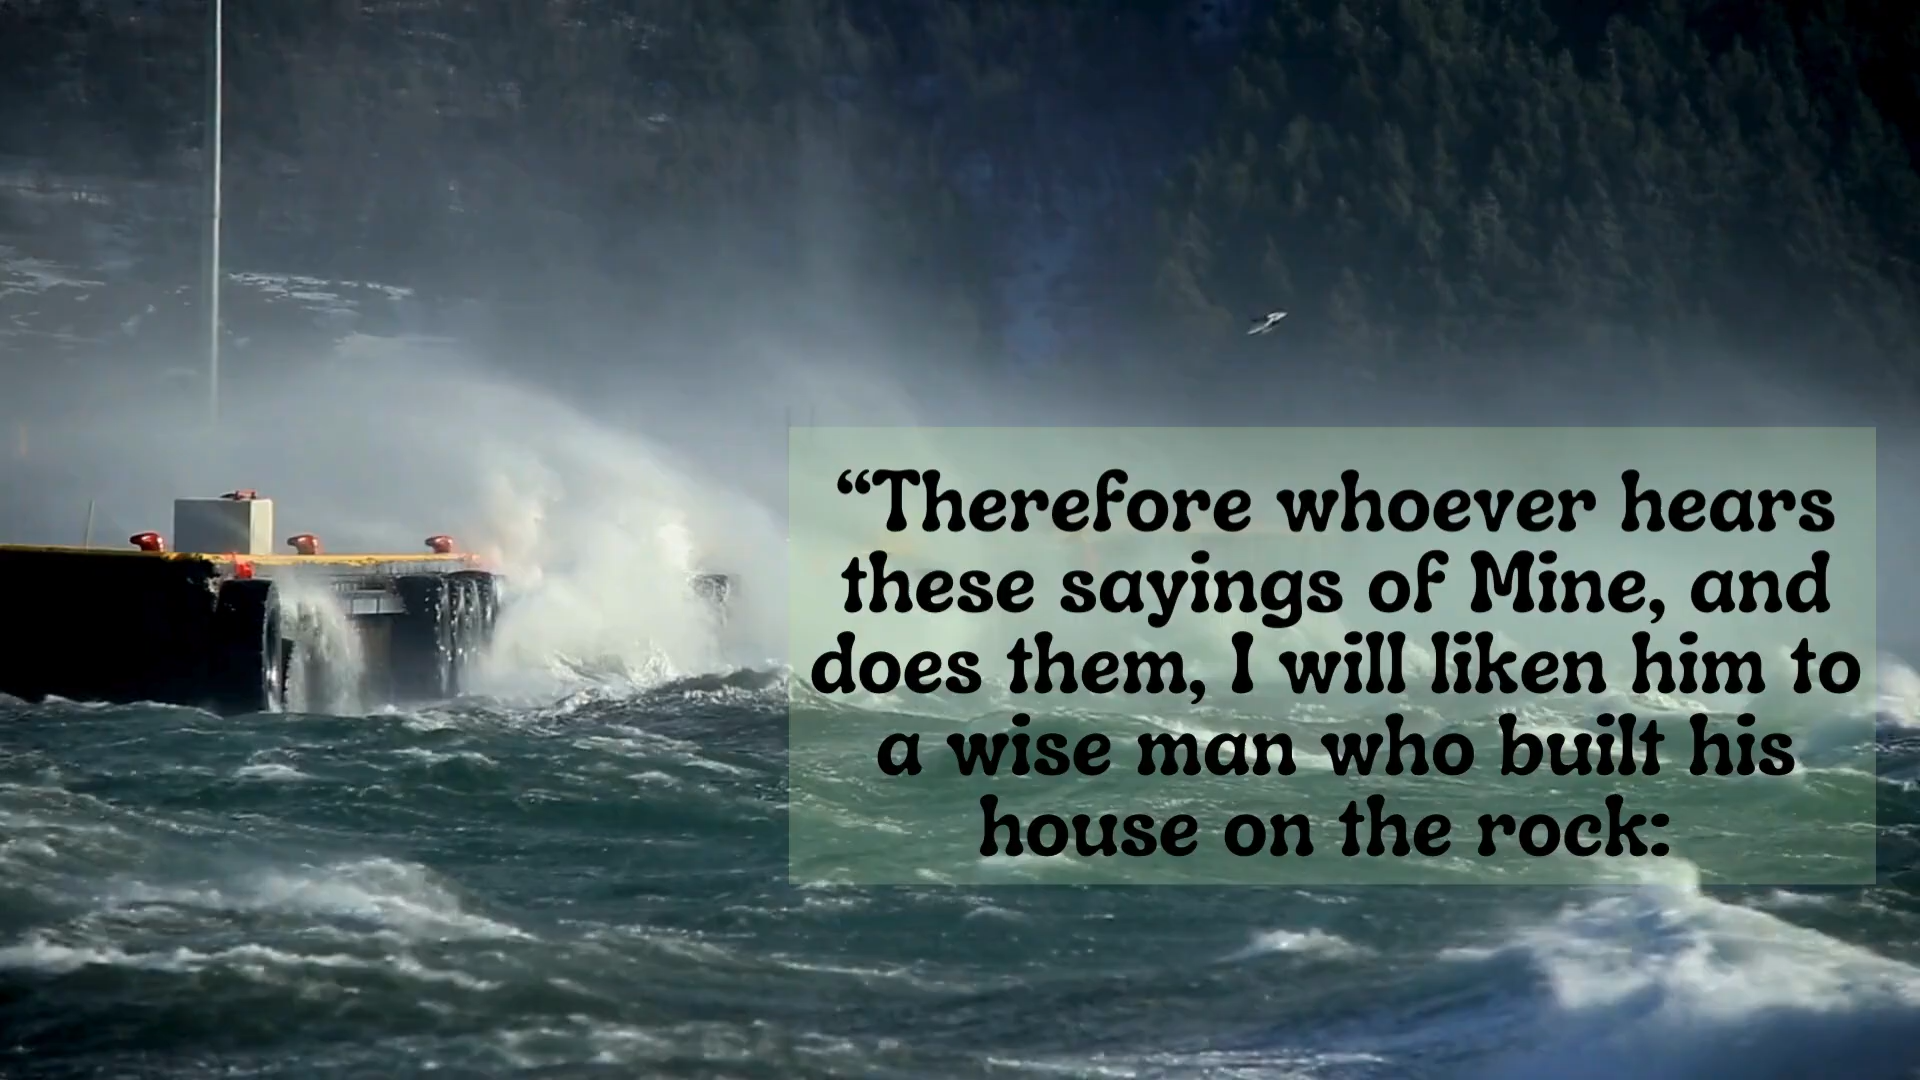 “Therefore whoever hears
these sayings of Mine, and
does them, I will liken him to
a wise man who built his
house on the rock: